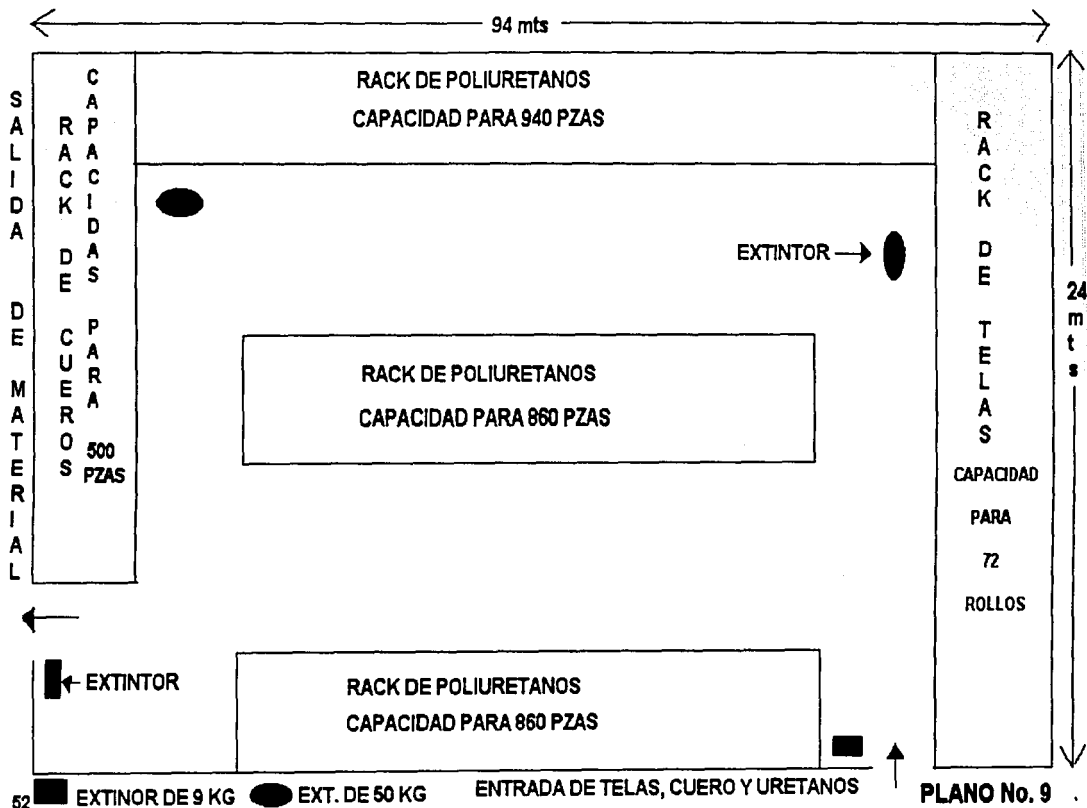 94 mts
SALIDA DE MATERIAL
RACK DE CUEROS
CAPACIDAS PARA 500 PZAS
RACK DE POLIURETANOS
CAPACIDAD PARA 940 PZAS
RACK DE TELAS
CAPACIDAD
PARA
72
ROLLOS
24 mts
EXTINTOR
RACK DE POLIURETANOS
CAPACIDAD PARA 860 PZAS
EXTINTOR
RACK DE POLIURETANOS
CAPACIDAD PARA 860 PZAS
52 EXTINOR DE 9 KG EXT. DE 50 KG ENTRADA DE TELAS, CUERO Y URETANOS PLANO No. 9